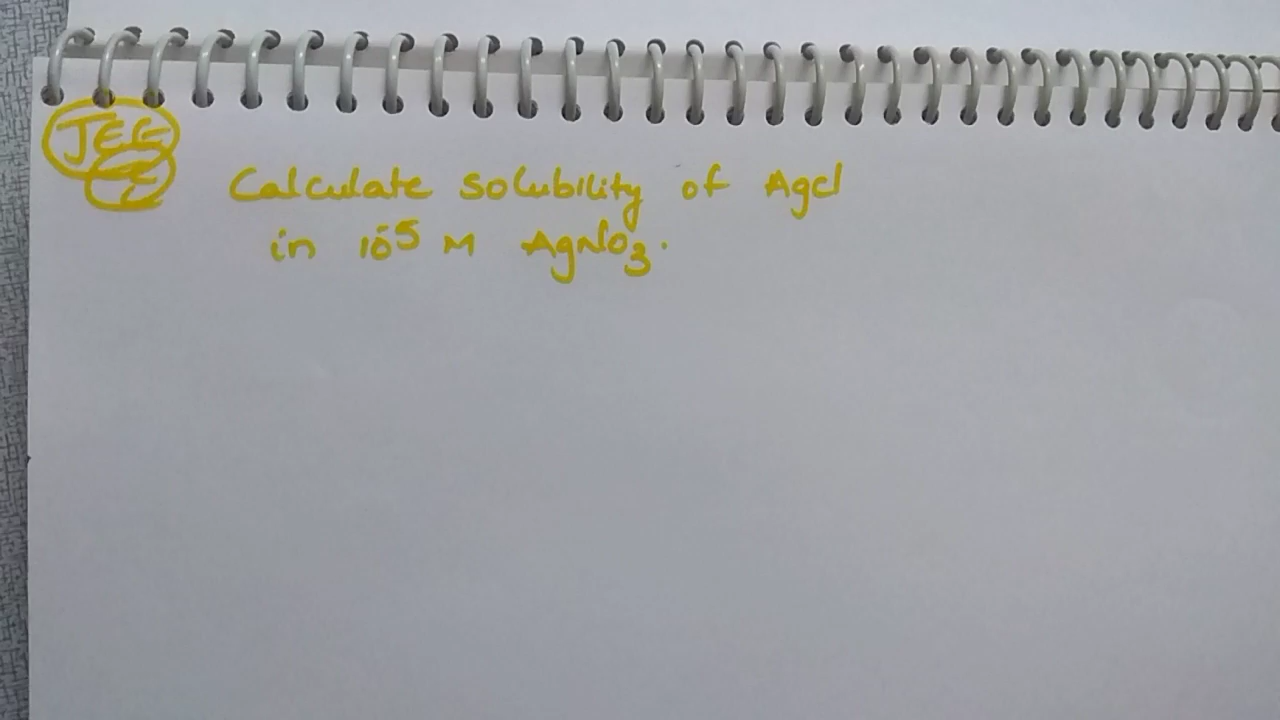 JEE
Calculate solubility of AgCl
in 10⁻⁵ M AgNO₃.